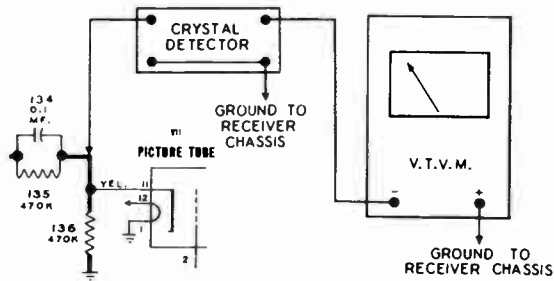 CRYSTAL
DETECTOR
GROUND TO
RECEIVER
CHASSIS
134
0.1
MF.
135
470K
136
470K
V11
PICTURE TUBE
YEL.
11
12
1
2
V.T.V.M.
-
+
GROUND TO
RECEIVER CHASSIS